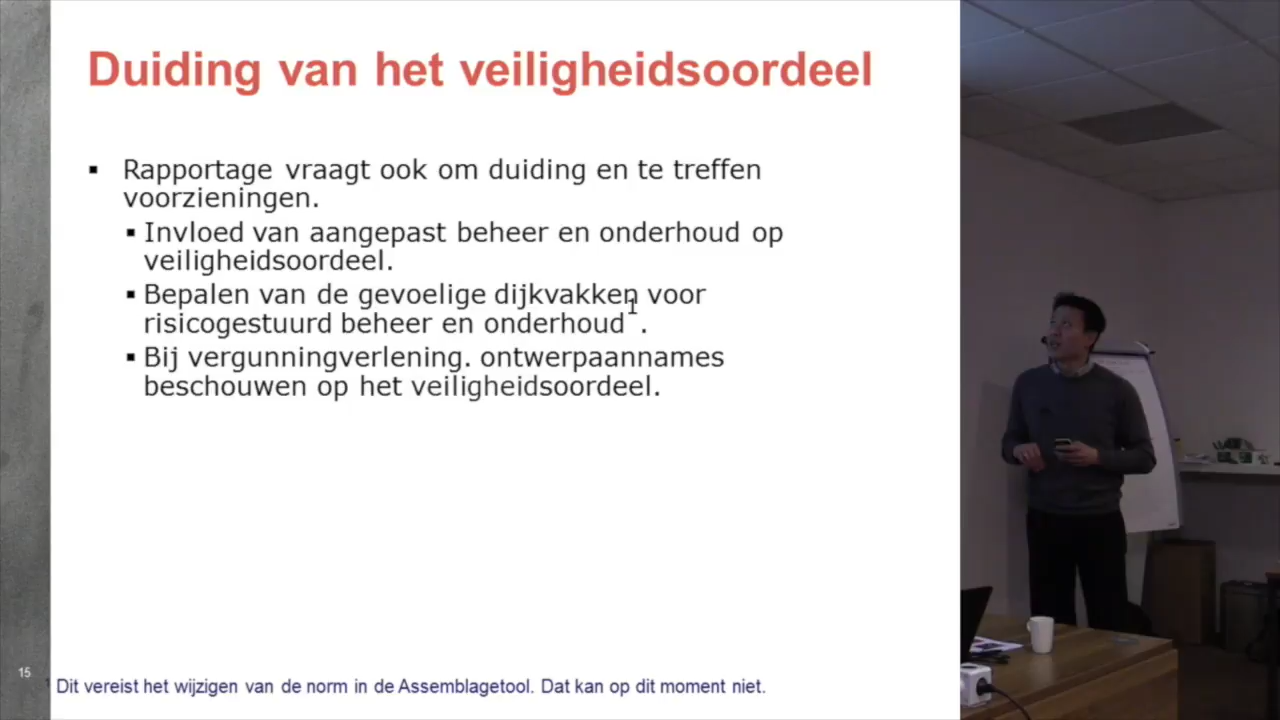 Duiding van het veiligheidsoordeel
▪ Rapportage vraagt ook om duiding en te treffen
voorzieningen.
▪ Invloed van aangepast beheer en onderhoud op
veiligheidsoordeel.
▪ Bepalen van de gevoelige dijkvakken voor
risicogestuurd beheer en onderhoud¹.
▪ Bij vergunningverlening. ontwerpaannames
beschouwen op het veiligheidsoordeel.
15
¹ Dit vereist het wijzigen van de norm in de Assemblagetool. Dat kan op dit moment niet.